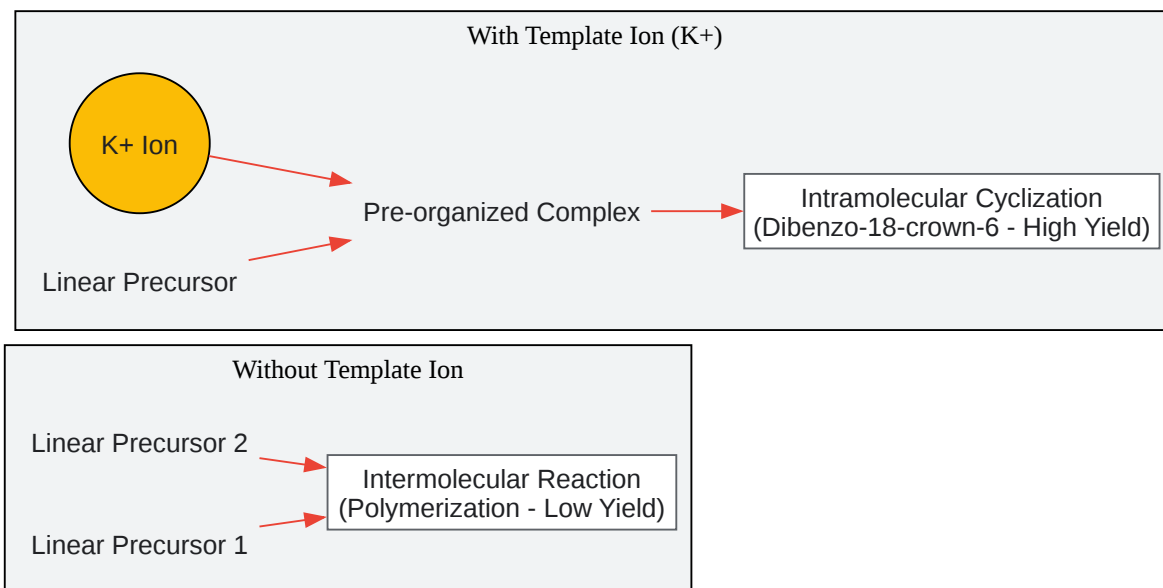 With Template Ion (K+)
K+ Ion
Linear Precursor
Pre-organized Complex
Intramolecular Cyclization
(Dibenzo-18-crown-6 - High Yield)
Without Template Ion
Linear Precursor 2
Linear Precursor 1
Intermolecular Reaction
(Polymerization - Low Yield)